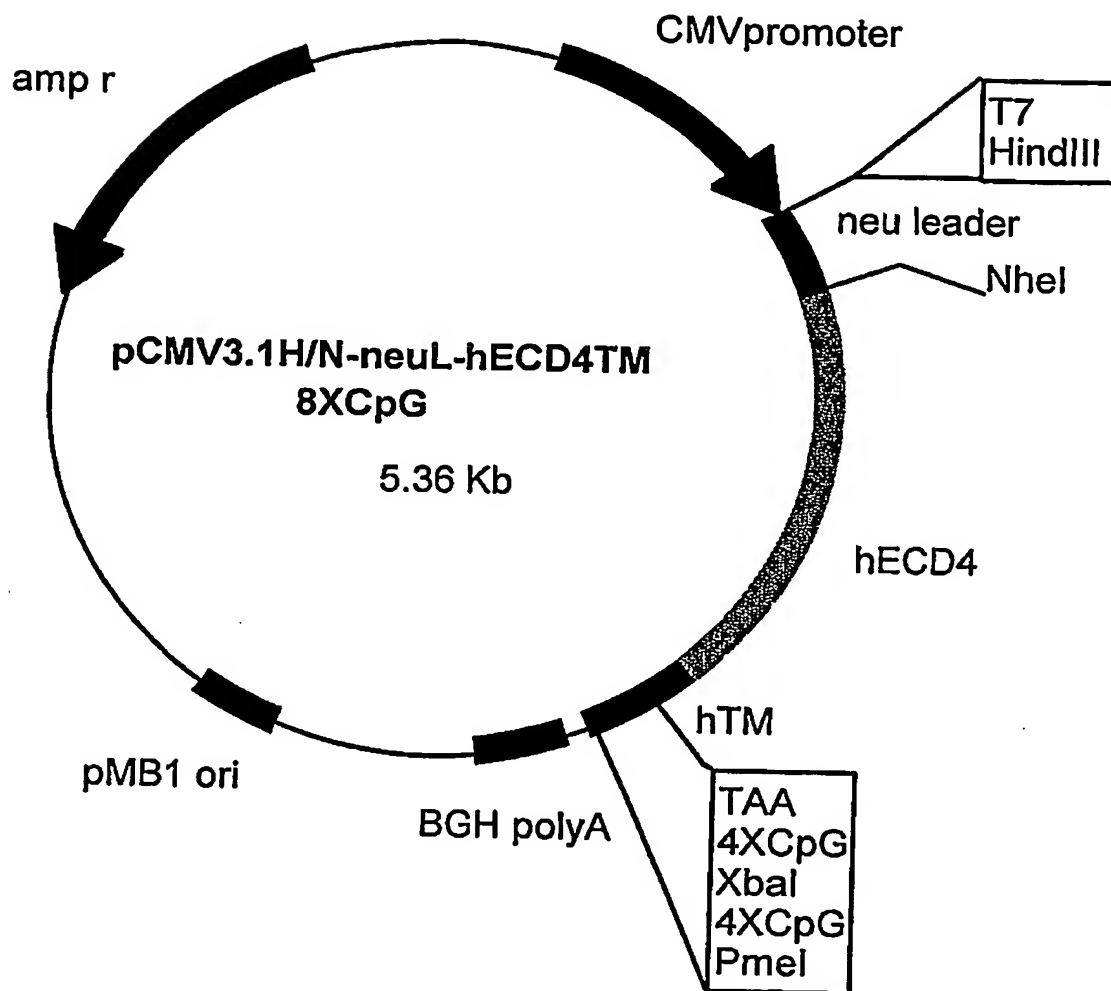 CMVpromoter
amp r
T7
HindIII
neu leader
NheI
pCMV3.1H/N-neuL-hECD4TM
8XCpG
5.36 Kb
hECD4
hTM
pMB1 ori
BGH polyA
TAA
4XCpG
XbaI
4XCpG
PmeI